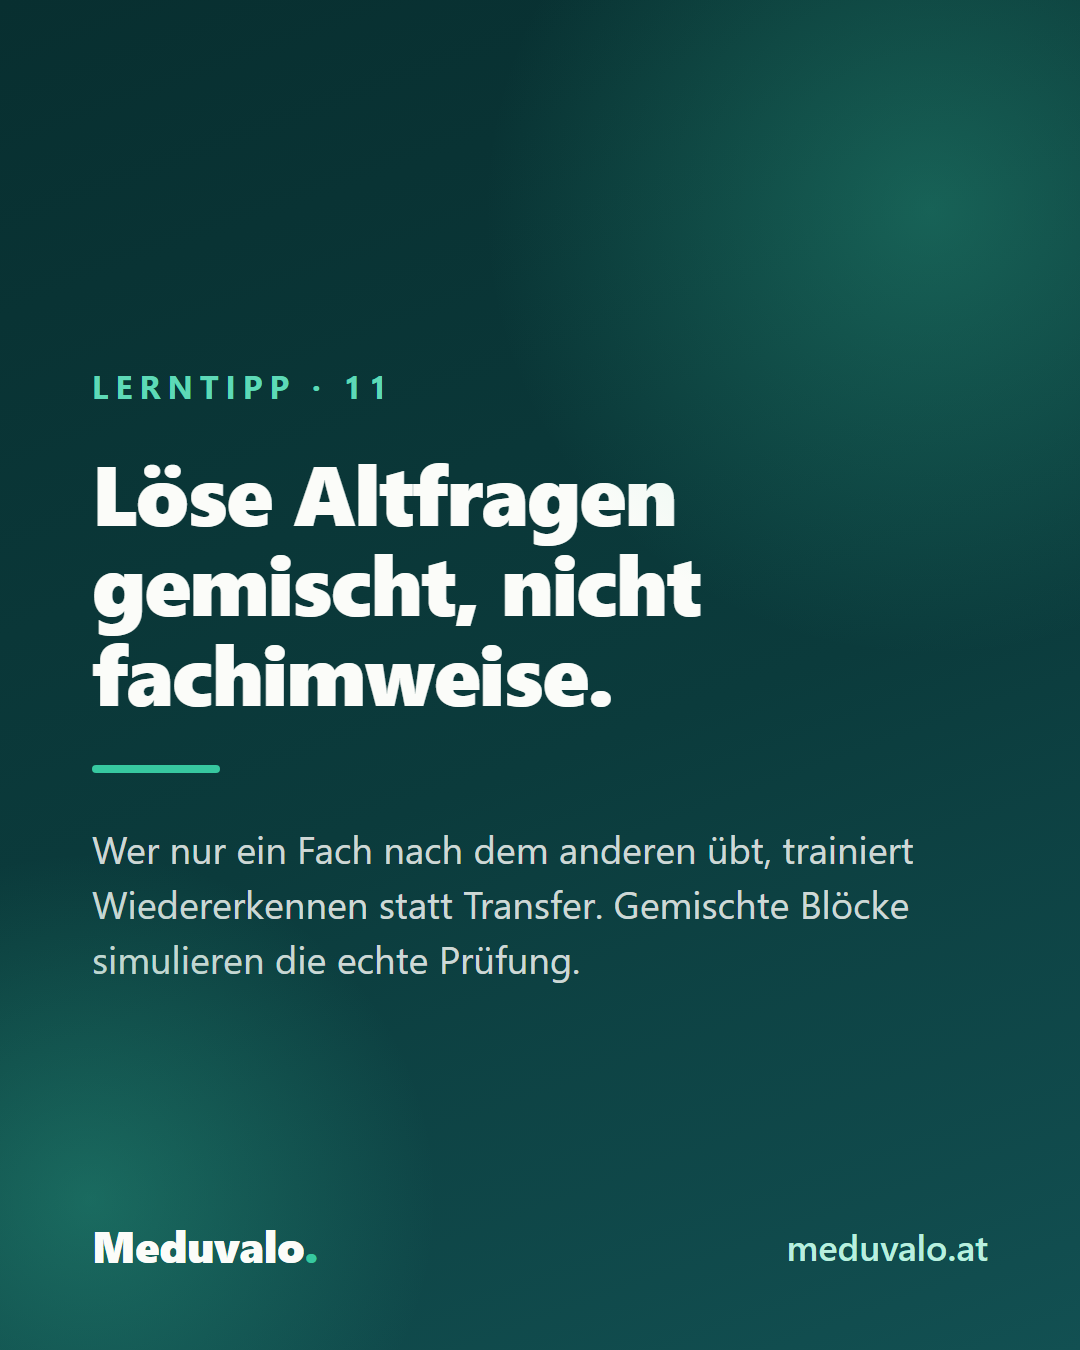 LERNTIPP · 11
Löse Altfragen
gemischt, nicht
fachimweise.
Wer nur ein Fach nach dem anderen übt, trainiert
Wiedererkennen statt Transfer. Gemischte Blöcke
simulieren die echte Prüfung.
Meduvalo.
meduvalo.at